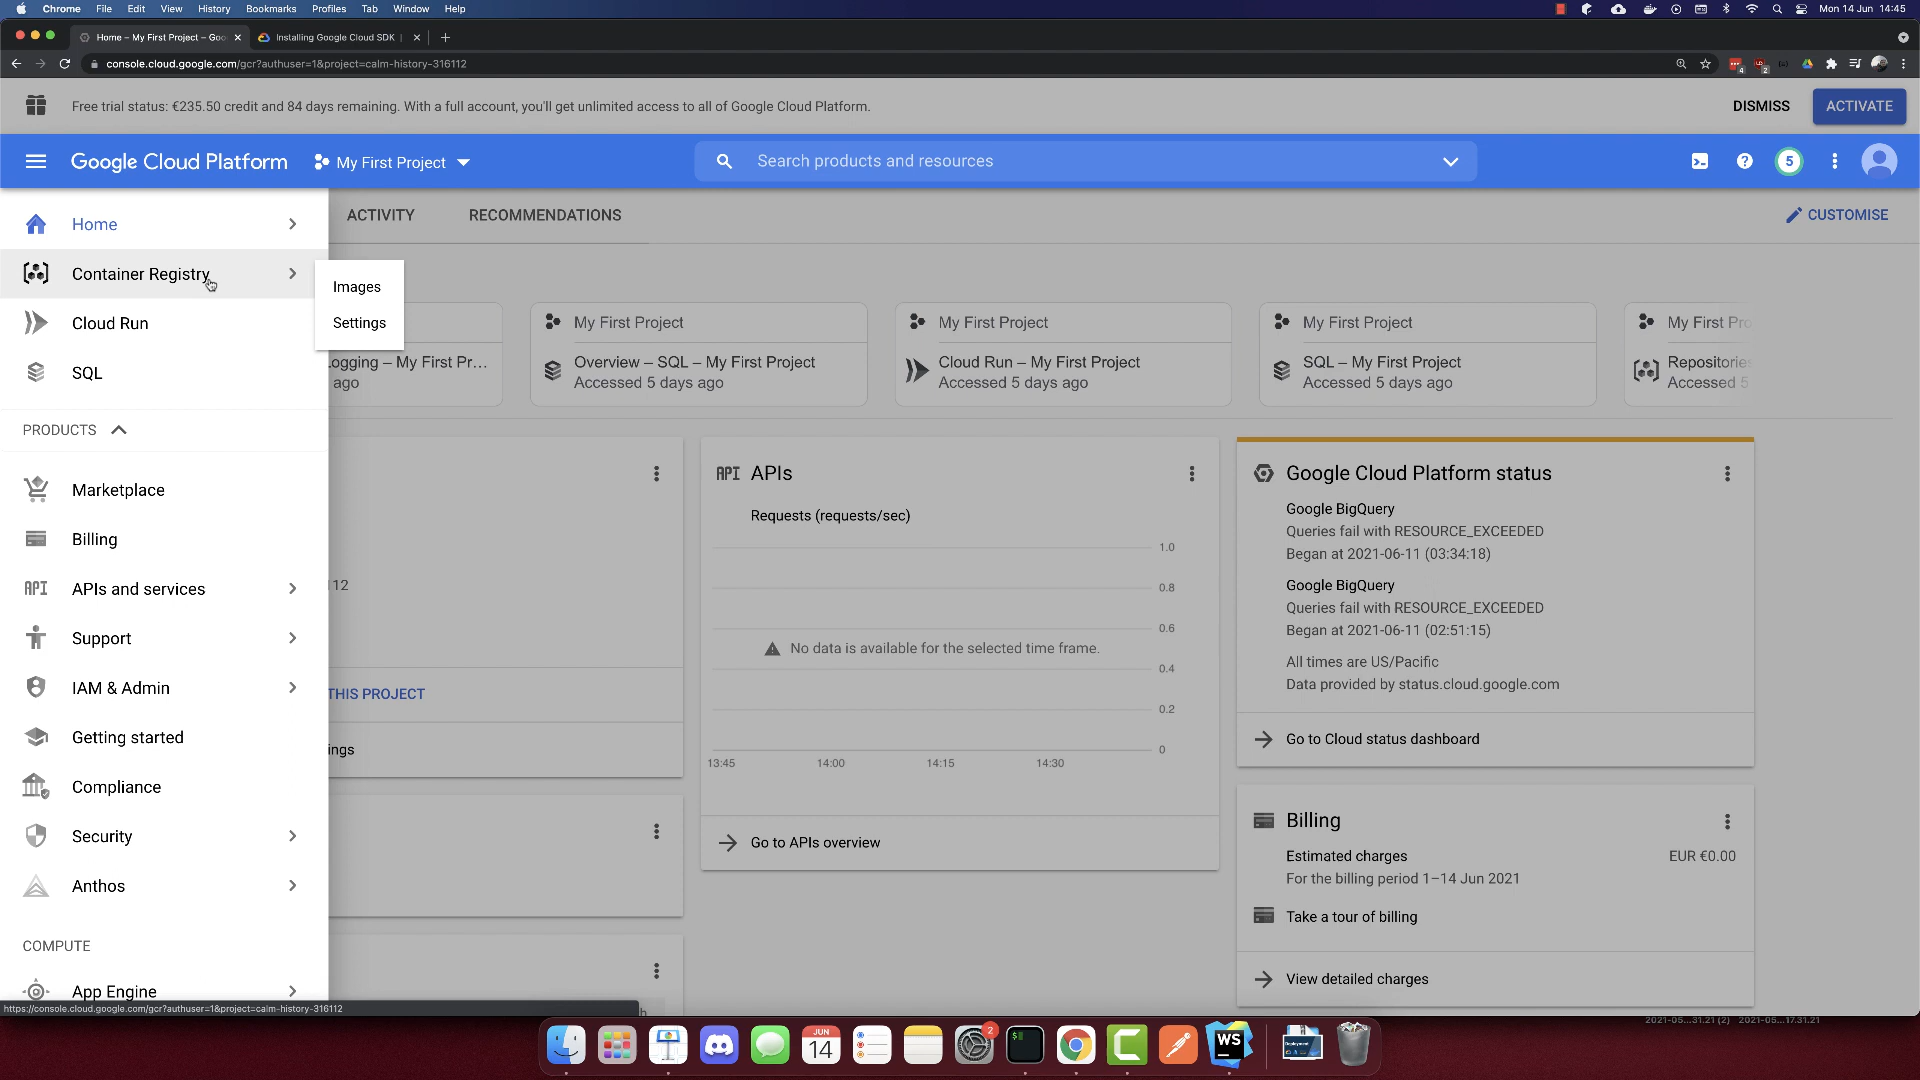 Chrome File Edit View History Bookmarks Profiles Tab Window Help Mon 14 Jun 14:45
Home – My First Project – Goo Installing Google Cloud SDK
console.cloud.google.com/gcr?authuser=1&project=calm-history-316112
Free trial status: €235.50 credit and 84 days remaining. With a full account, you'll get unlimited access to all of Google Cloud Platform. DISMISS ACTIVATE
Google Cloud Platform My First Project Search products and resources 5
Home
ACTIVITY RECOMMENDATIONS CUSTOMISE
Container Registry
Images
Settings
Cloud Run
SQL
My First Project
My First Project
My First Project
My First Pro
ogging – My First Pr...
ago
Overview – SQL – My First Project
Accessed 5 days ago
Cloud Run – My First Project
Accessed 5 days ago
SQL – My First Project
Accessed 5 days ago
Repositories
Accessed 5
PRODUCTS
Marketplace
Billing
API APIs and services
Support
IAM & Admin
Getting started
Compliance
Security
Anthos
COMPUTE
App Engine
https://console.cloud.google.com/gcr?authuser=1&project=calm-history-316112
112
THIS PROJECT
ings
API APIs
Requests (requests/sec)
1.0
0.8
0.6
No data is available for the selected time frame.
0.4
0.2
0
13:45 14:00 14:15 14:30
Go to APIs overview
Google Cloud Platform status
Google BigQuery
Queries fail with RESOURCE_EXCEEDED
Began at 2021-06-11 (03:34:18)
Google BigQuery
Queries fail with RESOURCE_EXCEEDED
Began at 2021-06-11 (02:51:15)
All times are US/Pacific
Data provided by status.cloud.google.com
Go to Cloud status dashboard
Billing
Estimated charges EUR €0.00
For the billing period 1–14 Jun 2021
Take a tour of billing
View detailed charges
2021-05...31.21 (2) 2021-05...17.31.21
JUN
14
2
$
WS
Deployment